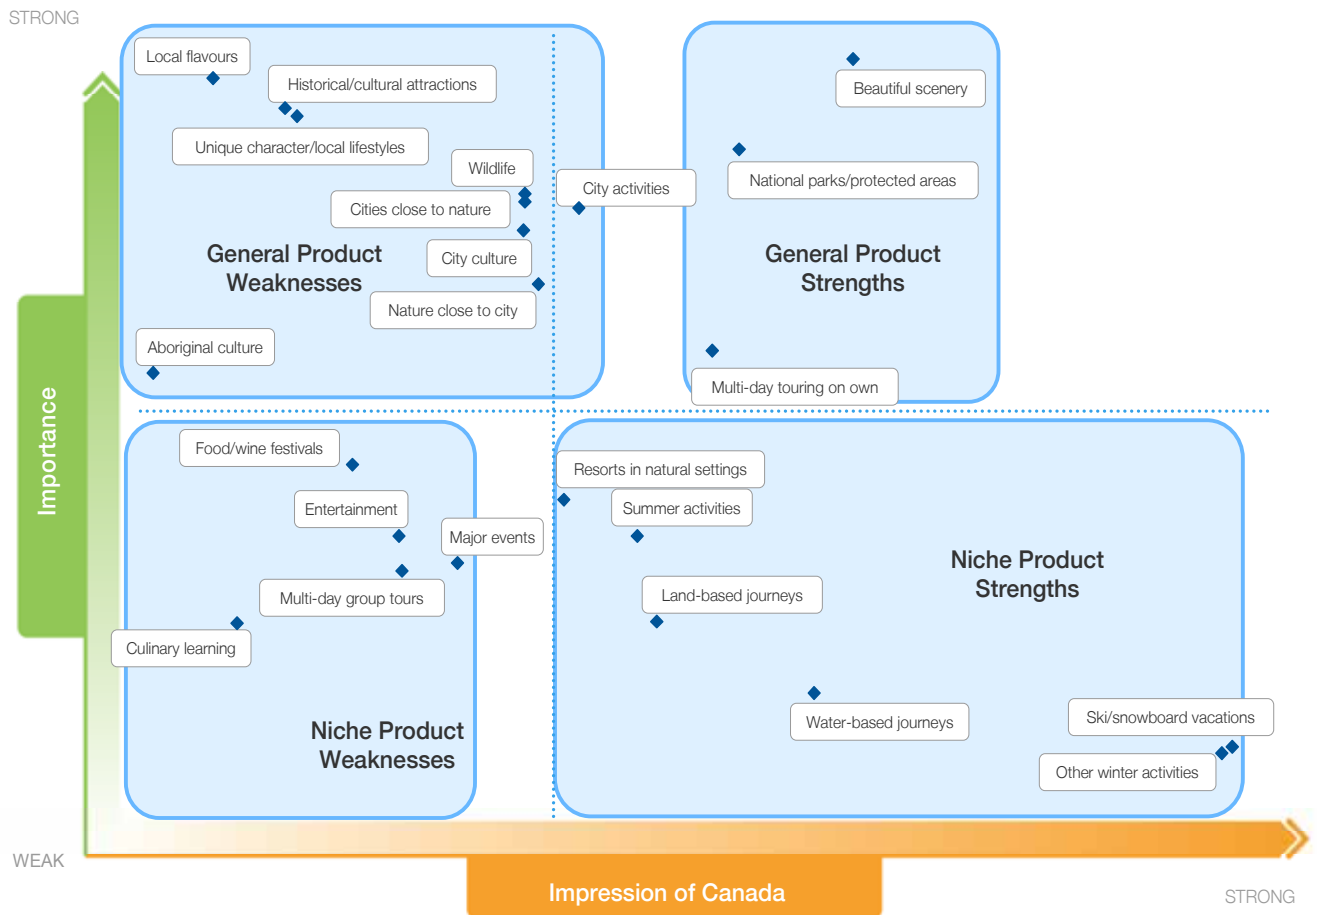 STRONG
Local flavours
Historical/cultural attractions
Unique character/local lifestyles
Wildlife
Cities close to nature
City activities
City culture
General Product
Weaknesses
Nature close to city
Aboriginal culture
Beautiful scenery
National parks/protected areas
General Product
Strengths
Multi-day touring on own
Importance
Food/wine festivals
Entertainment
Major events
Multi-day group tours
Culinary learning
Niche Product
Weaknesses
Resorts in natural settings
Summer activities
Niche Product
Strengths
Land-based journeys
Water-based journeys
Ski/snowboard vacations
Other winter activities
WEAK
Impression of Canada
STRONG